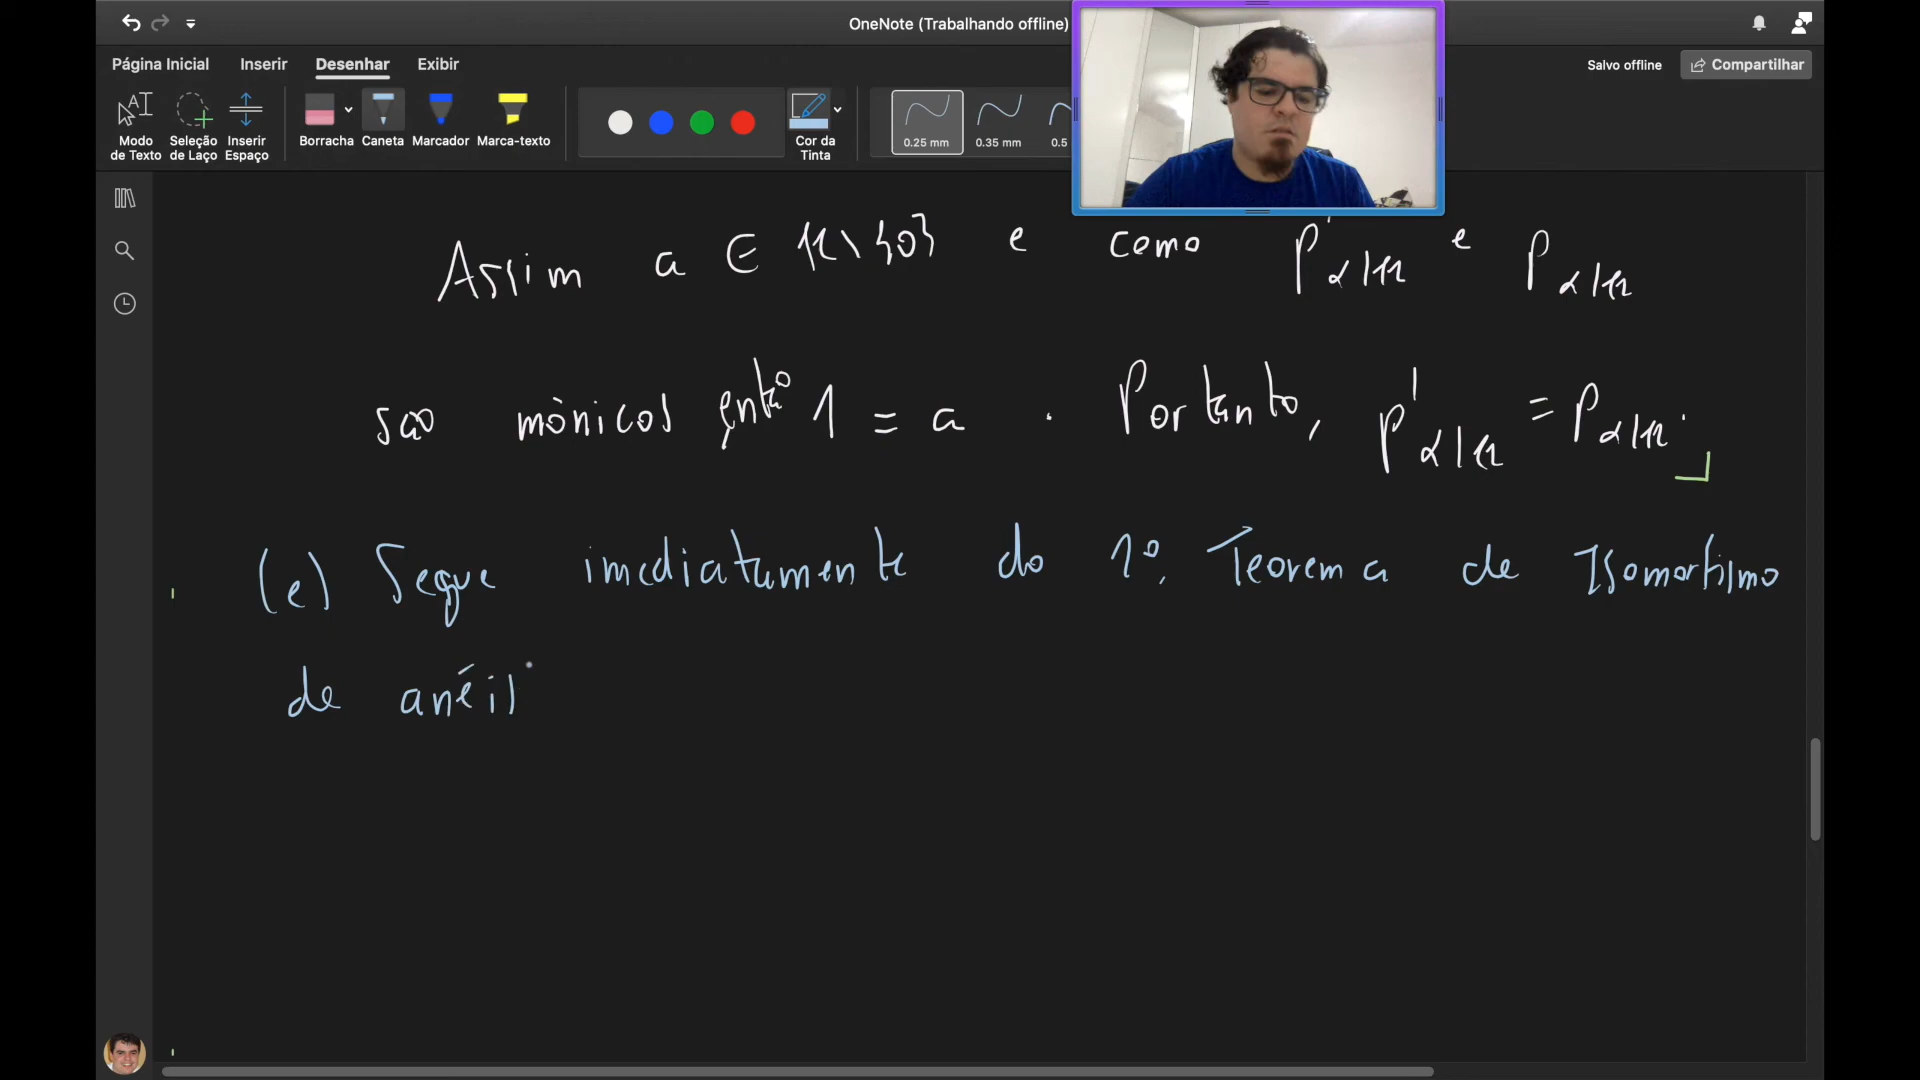 OneNote (Trabalhando offline)
Página Inicial Inserir Desenhar Exibir
Salvo offline Compartilhar
Modo de Texto Seleção de Laço Inserir Espaço Borracha Caneta Marcador Marca-texto Cor da Tinta 0.25 mm 0.35 mm 0.5
Assim a ∈ K\{0} e como P'α|K e Pα|K
são mônicos então 1 = a . Portanto, P'α|K = Pα|K.
(e) Segue imediatamente do 1º. Teorema de Isomorfismo
de anéis